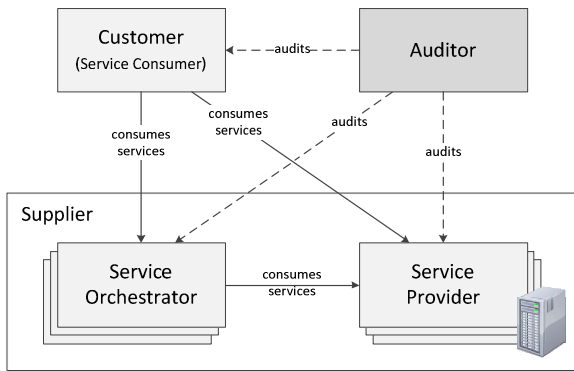 Customer
(Service Consumer)
Auditor
audits
consumes
services
consumes
services
audits
audits
Supplier
Service
Orchestrator
consumes
services
Service
Provider